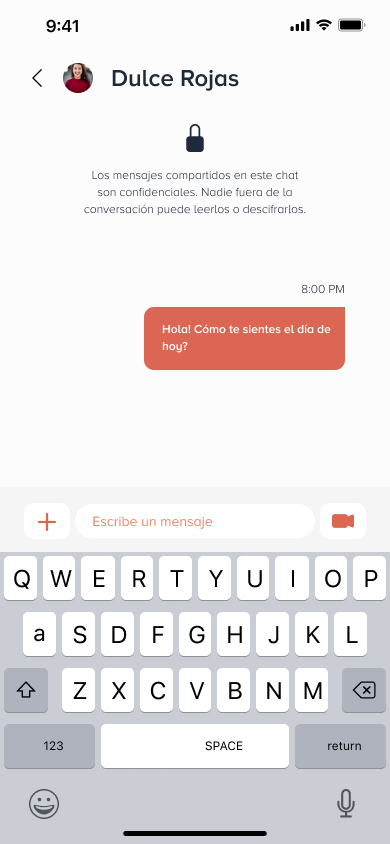 9:41
Dulce Rojas
Los mensajes compartidos en este chat
son confidenciales. Nadie fuera de la
conversación puede leerlos o descifrarlos.
8:00 PM
Hola! Cómo te sientes el día de
hoy?
Escribe un mensaje
Q W E R T Y U I O P
a S D F G H J K L
Z X C V B N M
123 SPACE return